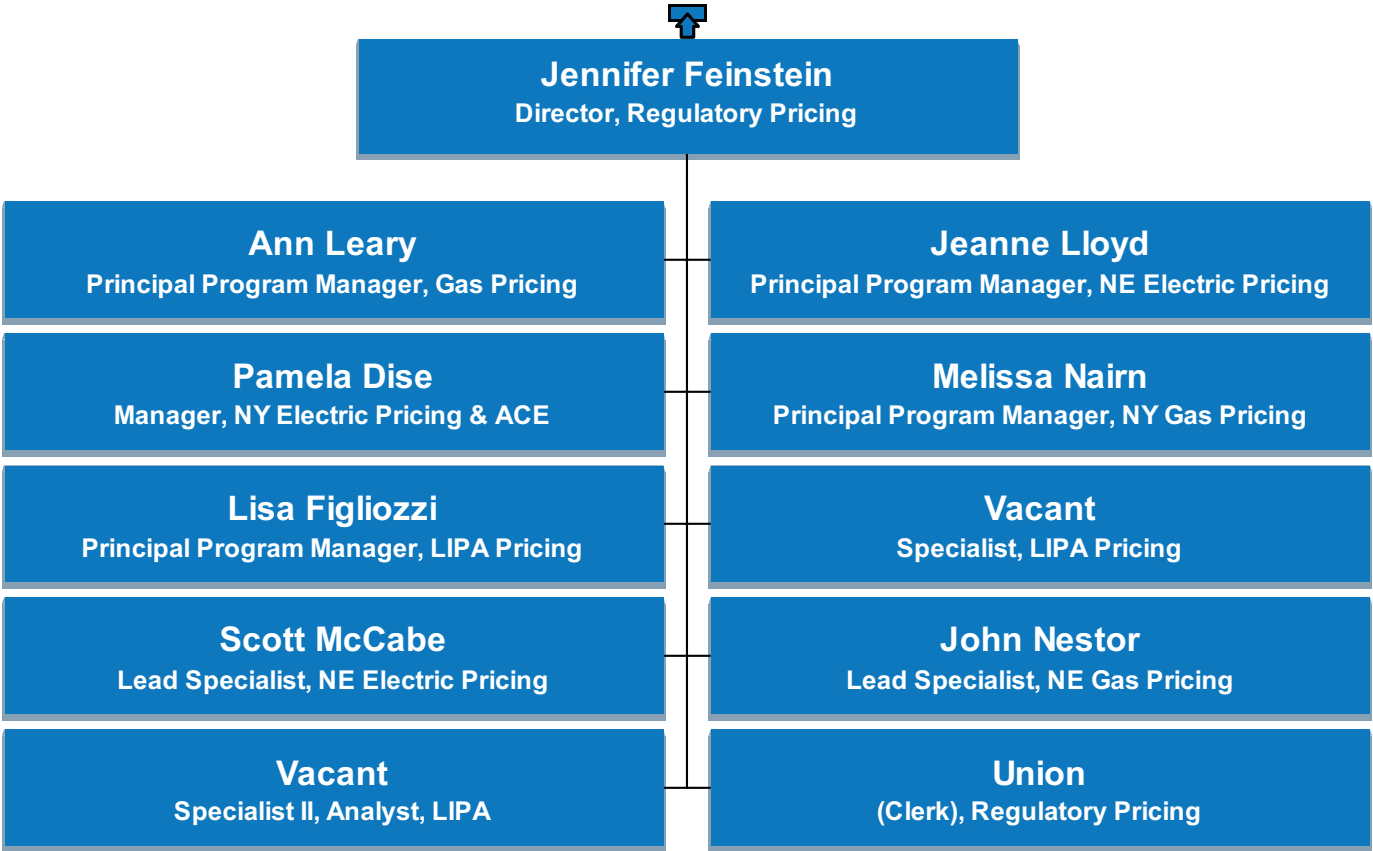 Jennifer Feinstein
Director, Regulatory Pricing
Ann Leary
Principal Program Manager, Gas Pricing
Jeanne Lloyd
Principal Program Manager, NE Electric Pricing
Pamela Dise
Manager, NY Electric Pricing & ACE
Melissa Nairn
Principal Program Manager, NY Gas Pricing
Lisa Figliozzi
Principal Program Manager, LIPA Pricing
Vacant
Specialist, LIPA Pricing
Scott McCabe
Lead Specialist, NE Electric Pricing
John Nestor
Lead Specialist, NE Gas Pricing
Vacant
Specialist II, Analyst, LIPA
Union
(Clerk), Regulatory Pricing